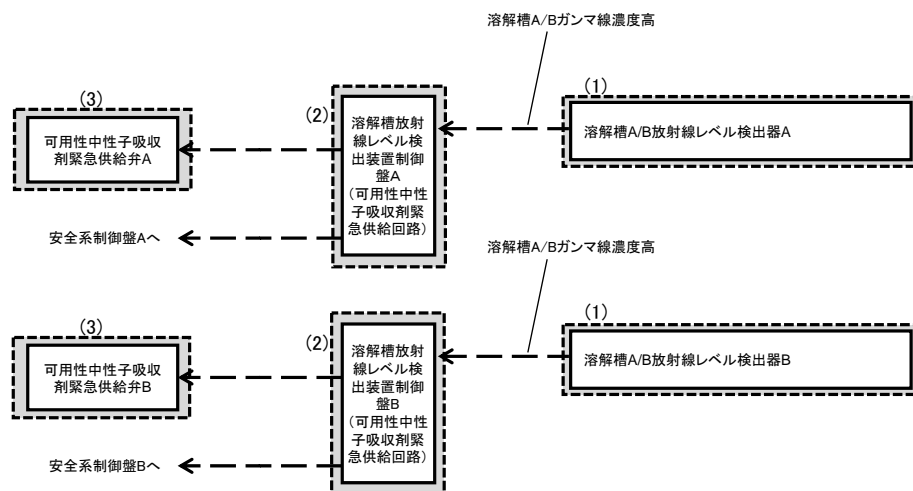 溶解槽A/Bガンマ線濃度高
(1)
溶解槽A/B放射線レベル検出器A
(2)
溶解槽放射
線レベル検
出装置制御
盤A
（可用性中性
子吸収剤緊
急供給回路）
(3)
可用性中性子吸収
剤緊急供給弁A
安全系制御盤Aへ
溶解槽A/Bガンマ線濃度高
(1)
溶解槽A/B放射線レベル検出器B
(2)
溶解槽放射
線レベル検
出装置制御
盤B
（可用性中性
子吸収剤緊
急供給回路）
(3)
可用性中性子吸収
剤緊急供給弁B
安全系制御盤Bへ